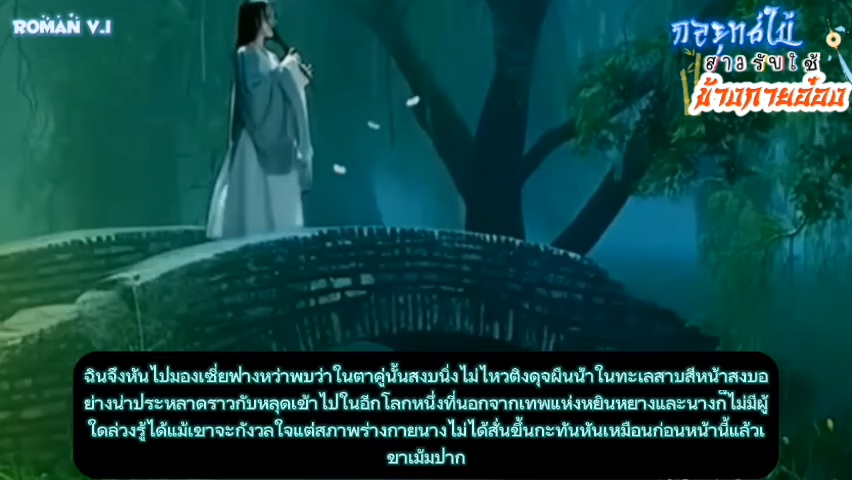 ROMAN V.I
กอยุทสไป้
สาวรับใช้
ข้างกายอ๋อง
ฉินจึงหันไปมองเซี่ยฟางหว่าพบว่าในตาคู่นั้นสงบนิ่งไม่ไหวติงดุจผืนน้ำในทะเลสาบสีหน้าสงบอ
ย่างน่าประหลาดราวกับหลุดเข้าไปในอีกโลกหนึ่งที่นอกจากเทพแห่งหยินหยางและนางก็ไม่มีผู้
ใดล่วงรู้ได้แม้เขาจะกังวลใจแต่สภาพร่างกายนางไม่ได้สั่นขึ้นกะทันหันเหมือนก่อนหน้านี้แล้วเ
ขาเม้มปาก